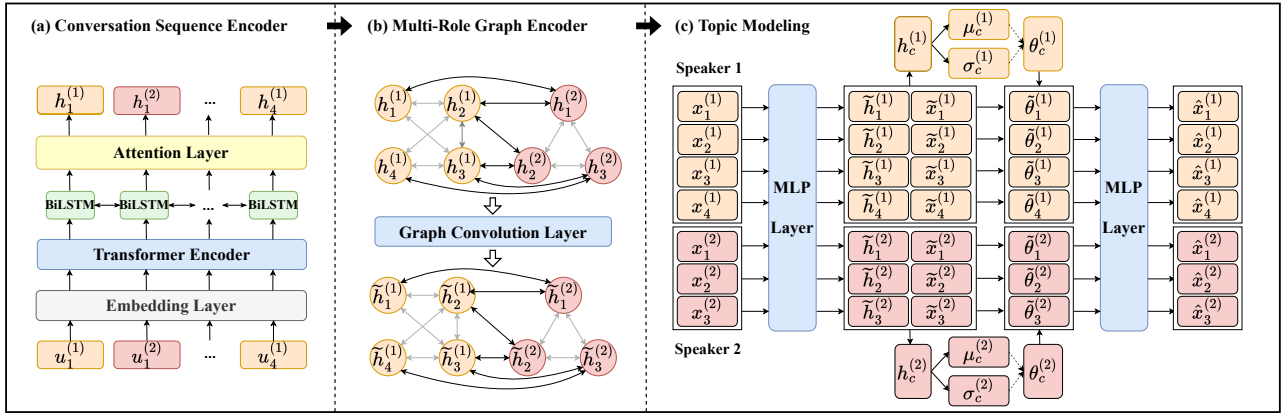 (a) Conversation Sequence Encoder
h_1^{(1)} h_1^{(2)} ... h_4^{(1)}
Attention Layer
BiLSTM BiLSTM ... BiLSTM
Transformer Encoder
Embedding Layer
u_1^{(1)} u_1^{(2)} ... u_4^{(1)}
(b) Multi-Role Graph Encoder
h_1^{(1)} h_2^{(1)} h_1^{(2)}
h_4^{(1)} h_3^{(1)} h_2^{(2)} h_3^{(2)}
Graph Convolution Layer
h̃_1^{(1)} h̃_2^{(1)} h̃_1^{(2)}
h̃_4^{(1)} h̃_3^{(1)} h̃_2^{(2)} h̃_3^{(2)}
(c) Topic Modeling
h_c^{(1)} μ_c^{(1)} σ_c^{(1)} θ_c^{(1)}
Speaker 1
x_1^{(1)} h̃_1^{(1)} x̃_1^{(1)} θ̃_1^{(1)} x̂_1^{(1)}
x_2^{(1)} h̃_2^{(1)} x̃_2^{(1)} θ̃_2^{(1)} x̂_2^{(1)}
x_3^{(1)} h̃_3^{(1)} x̃_3^{(1)} θ̃_3^{(1)} x̂_3^{(1)}
MLP MLP
x_4^{(1)} h̃_4^{(1)} x̃_4^{(1)} θ̃_4^{(1)} x̂_4^{(1)}
Layer Layer
x_1^{(2)} h̃_1^{(2)} x̃_1^{(2)} θ̃_1^{(2)} x̂_1^{(2)}
x_2^{(2)} h̃_2^{(2)} x̃_2^{(2)} θ̃_2^{(2)} x̂_2^{(2)}
x_3^{(2)} h̃_3^{(2)} x̃_3^{(2)} θ̃_3^{(2)} x̂_3^{(2)}
Speaker 2
h_c^{(2)} μ_c^{(2)} σ_c^{(2)} θ_c^{(2)}